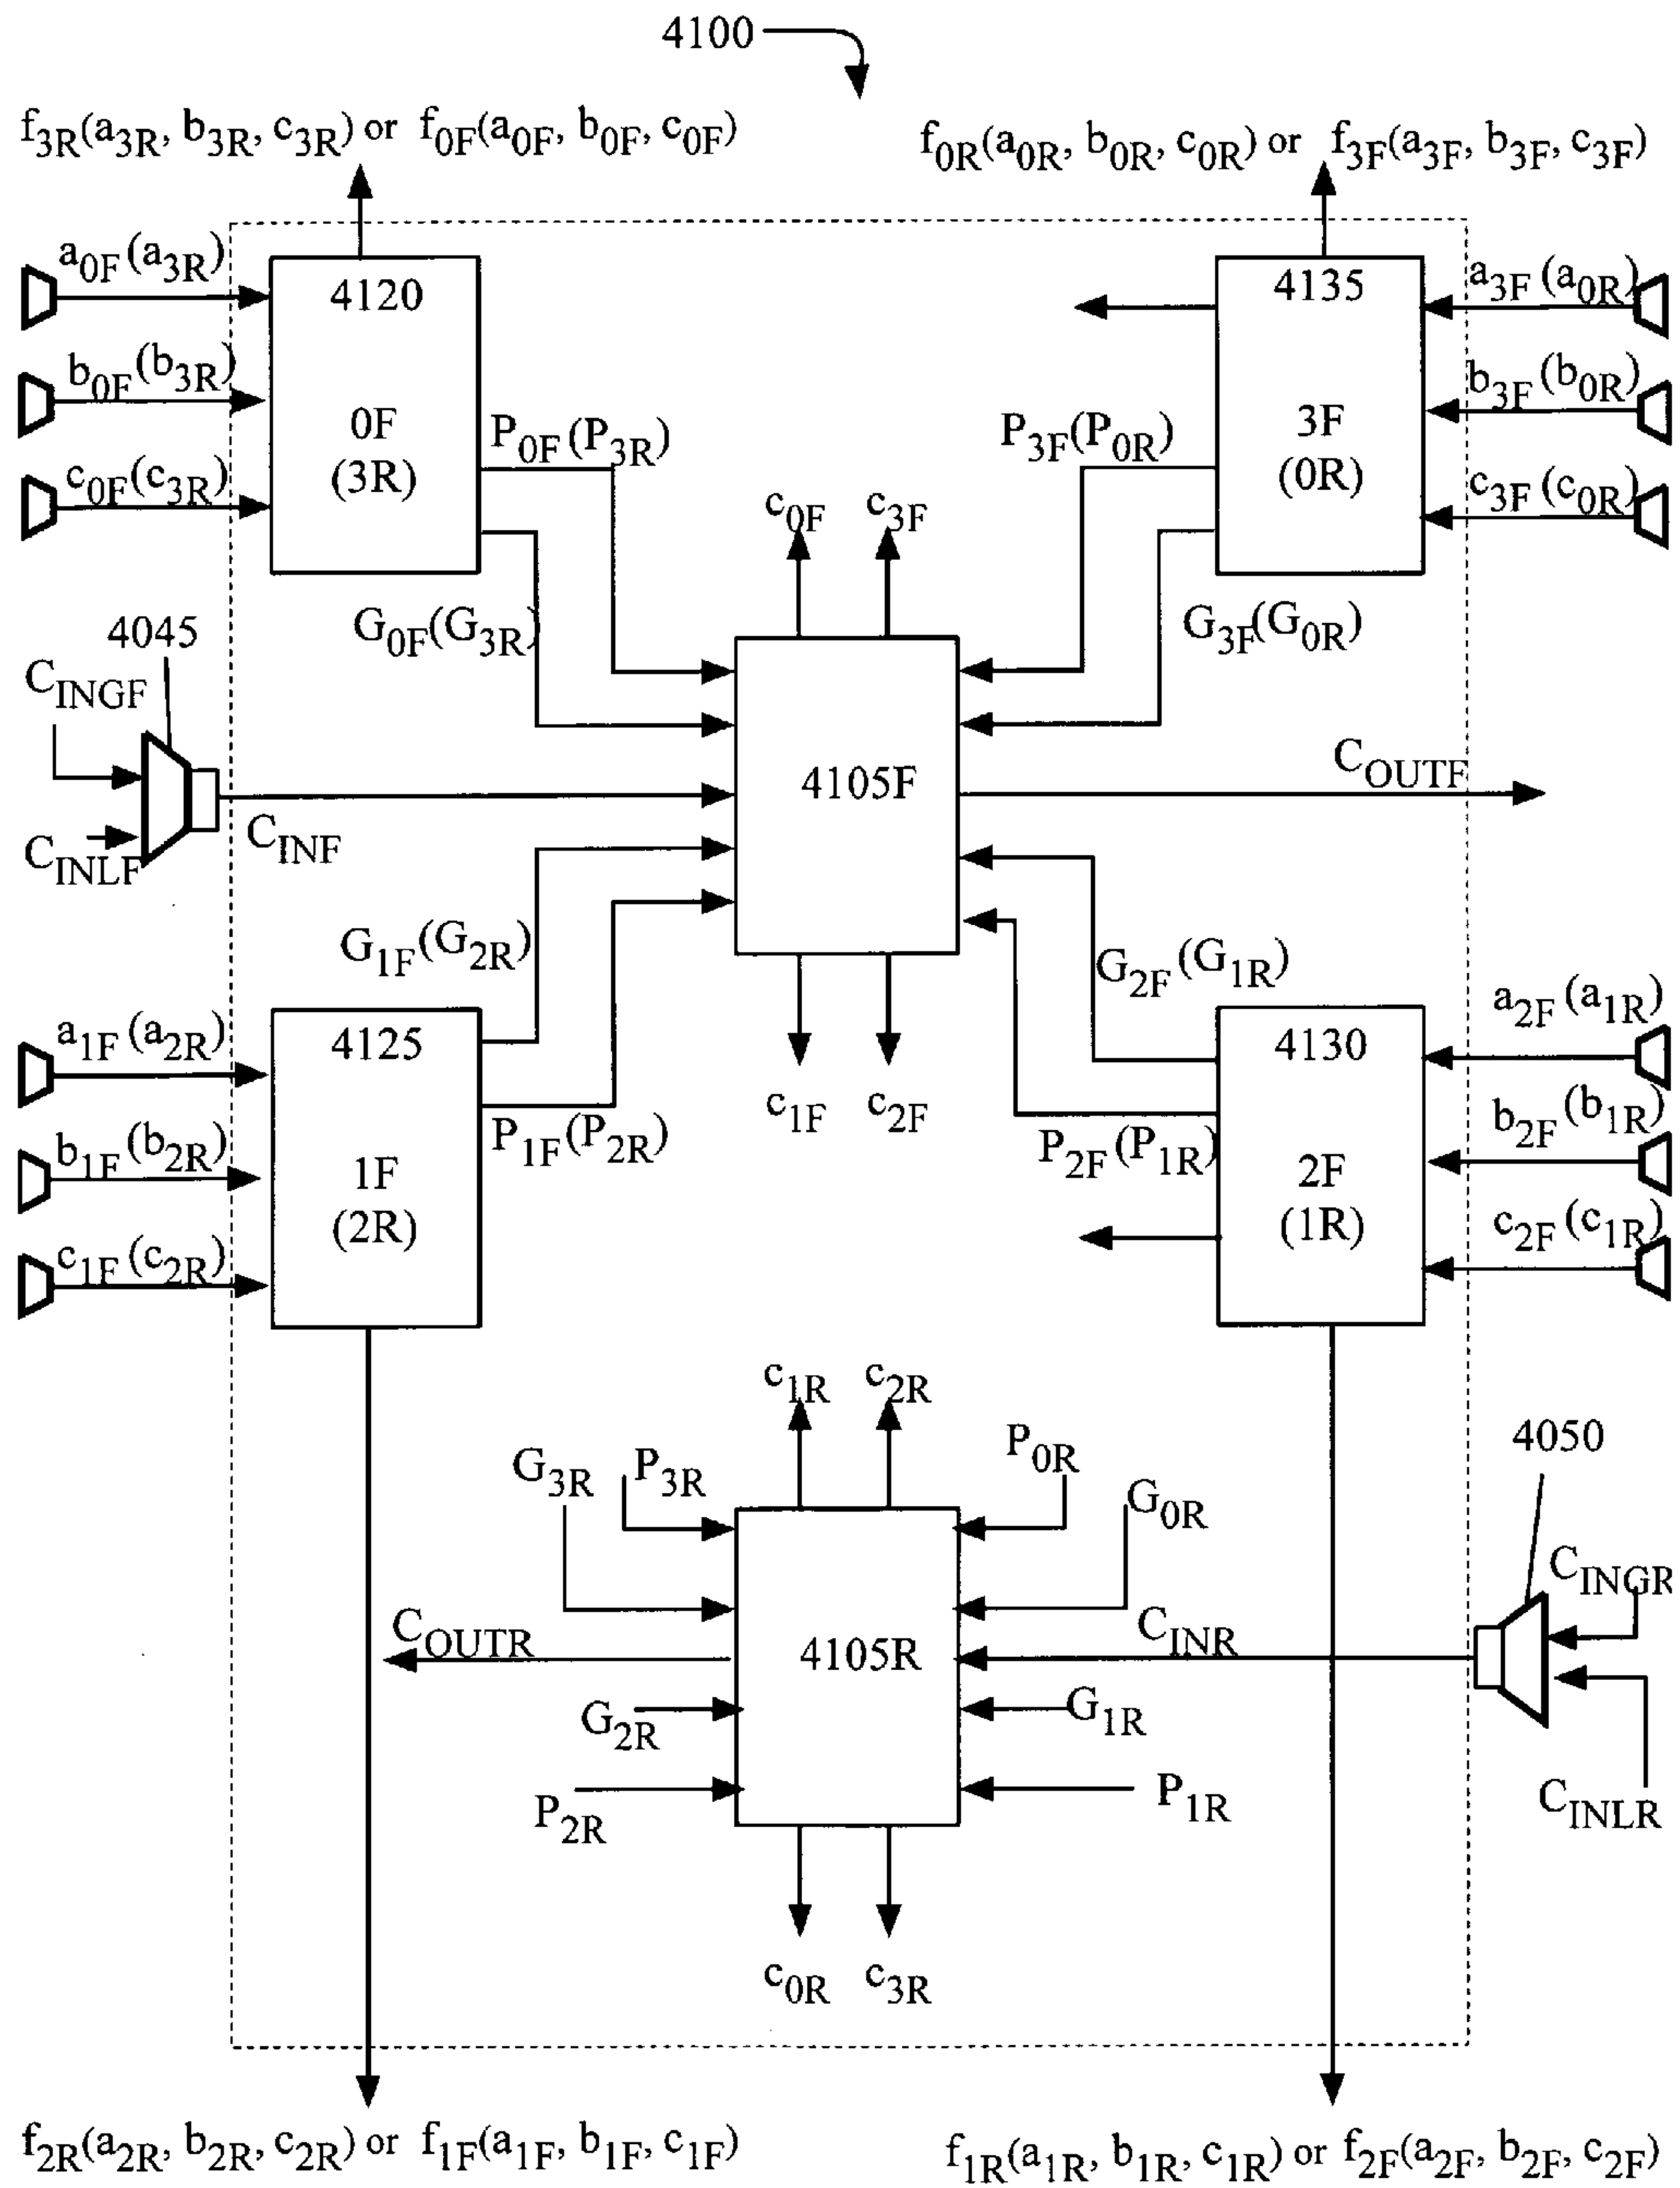 4100
f3R(a3R, b3R, c3R) or f0F(a0F, b0F, c0F)
f0R(a0R, b0R, c0R) or f3F(a3F, b3F, c3F)
a0F (a3R)
4120
4135
a3F (a0R)
b0F (b3R)
b3F (b0R)
0F
(3R)
P0F (P3R)
P3F(P0R)
3F
(0R)
c0F (c3R)
c3F (c0R)
c0F
c3F
G0F(G3R)
G3F(G0R)
4045
CINGF
4105F
COUTF
CINLF
CINF
G1F(G2R)
G2F (G1R)
a1F (a2R)
4125
4130
a2F (a1R)
c1F
c2F
b1F (b2R)
P1F (P2R)
P2F (P1R)
b2F (b1R)
1F
(2R)
2F
(1R)
c1F (c2R)
c2F (c1R)
c1R
c2R
G3R
P3R
P0R
G0R
4050
CINGR
COUTR
4105R
CINR
G2R
G1R
P2R
P1R
CINLR
c0R
c3R
f2R(a2R, b2R, c2R) or f1F(a1F, b1F, c1F)
f1R(a1R, b1R, c1R) or f2F(a2F, b2F, c2F)